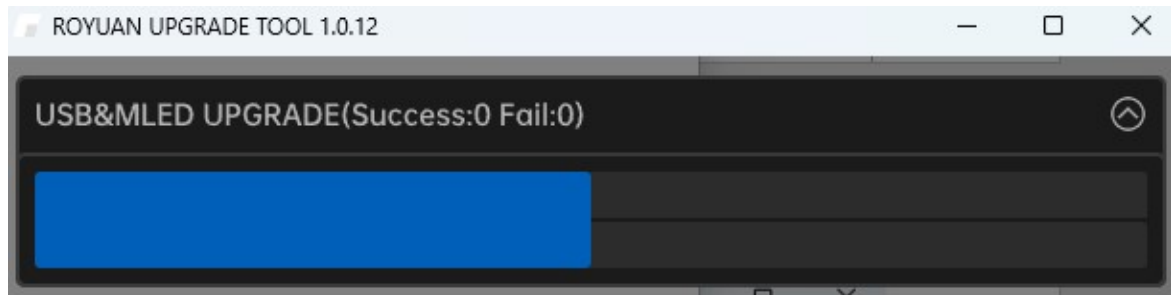 ROYUAN UPGRADE TOOL 1.0.12
USB&MLED UPGRADE(Success:0 Fail:0)